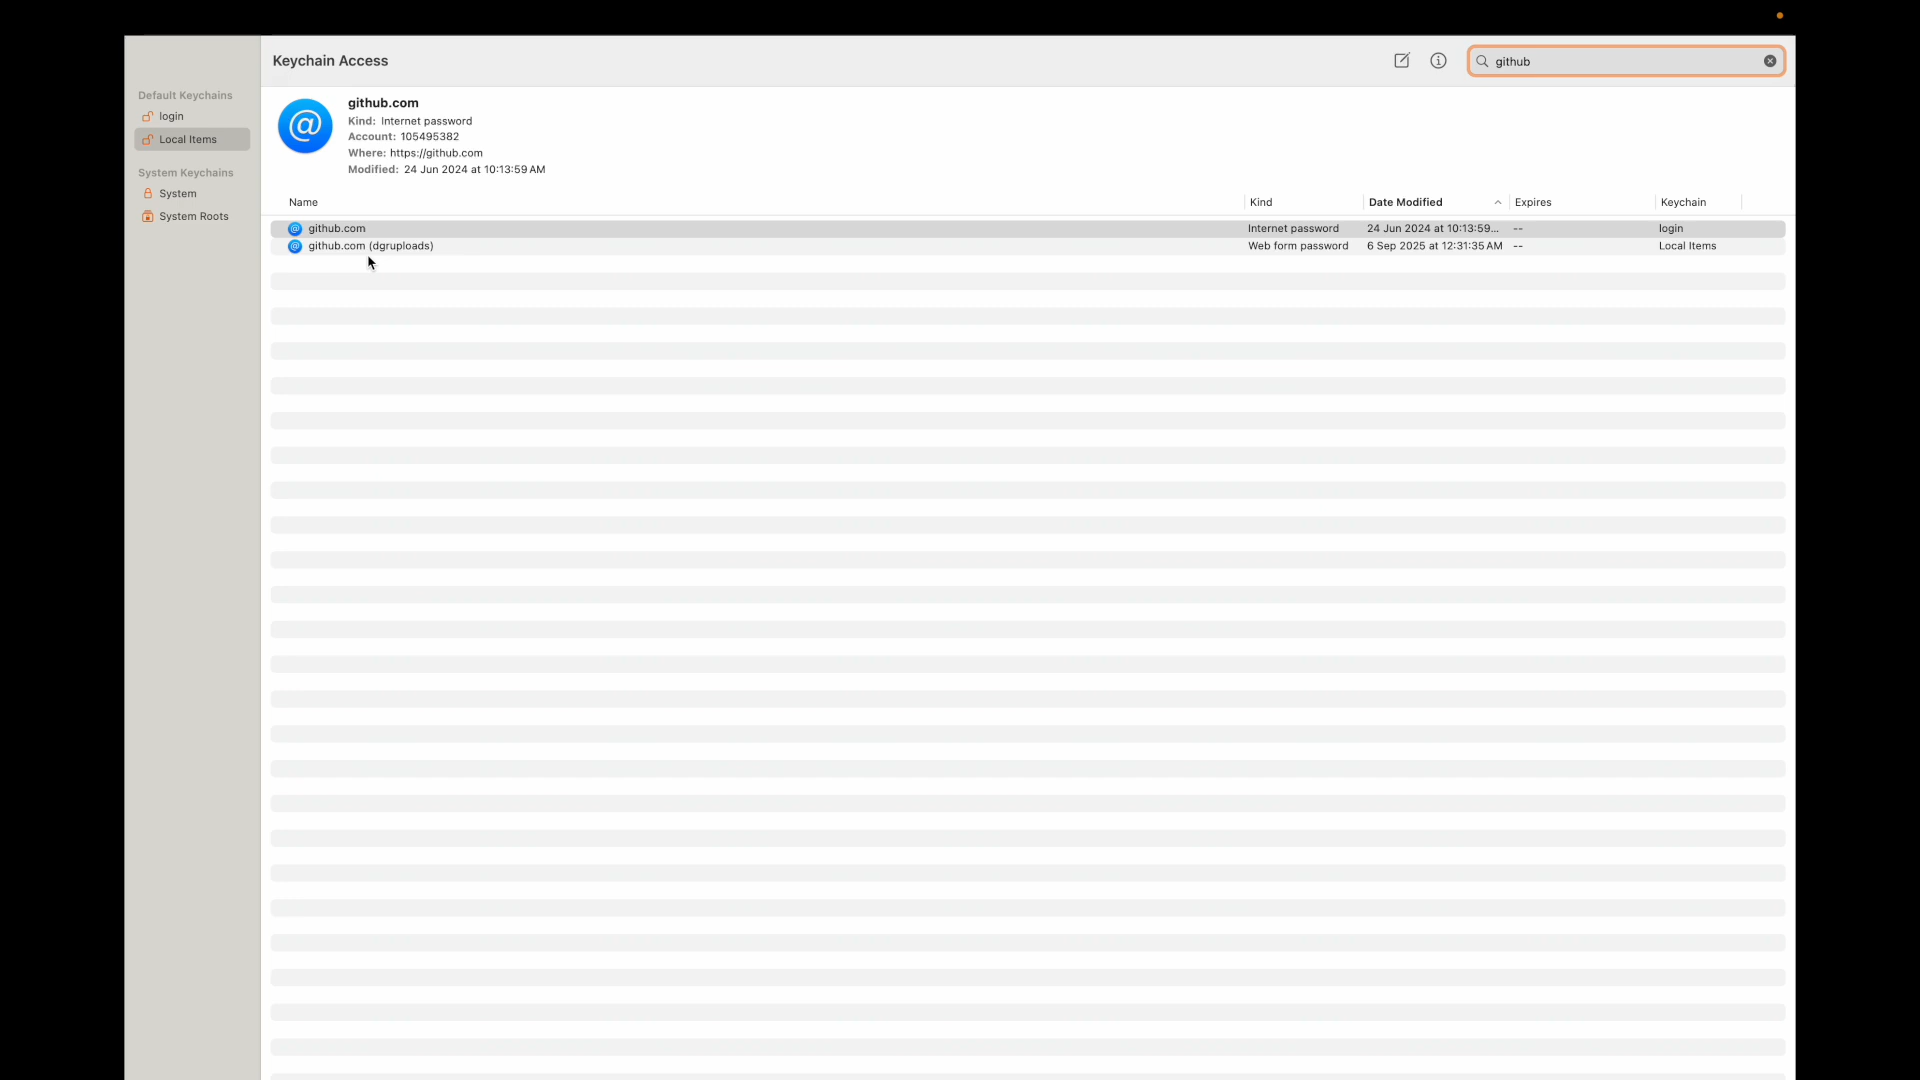 Keychain Access
github
Default Keychains
login
Local Items
System Keychains
System
System Roots
github.com
Kind: Internet password
Account: 105495382
Where: https://github.com
Modified: 24 Jun 2024 at 10:13:59 AM
Name Kind Date Modified Expires Keychain
github.com Internet password 24 Jun 2024 at 10:13:59... -- login
github.com (dgruploads) Web form password 6 Sep 2025 at 12:31:35 AM -- Local Items